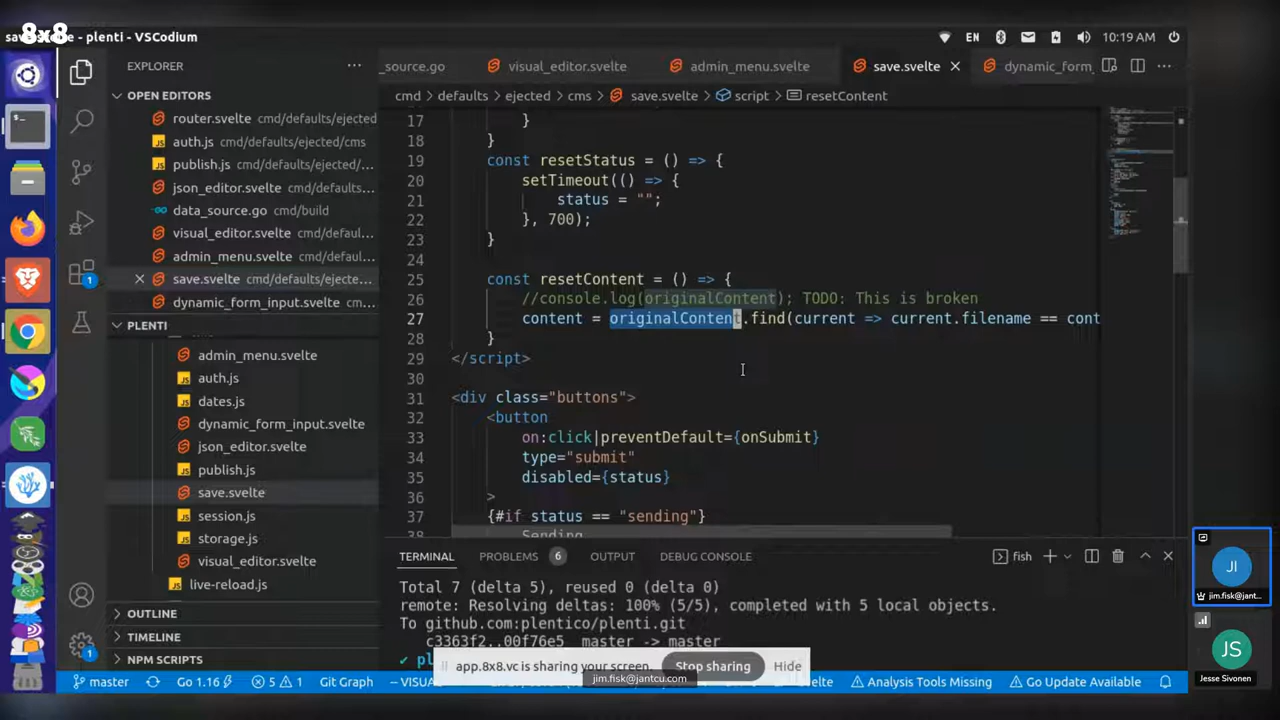 8x8
save.svelte - plenti - VSCodium
EN
10:19 AM
EXPLORER
_source.go
visual_editor.svelte
admin_menu.svelte
save.svelte
dynamic_form_
OPEN EDITORS
router.svelte cmd/defaults/ejected
auth.js cmd/defaults/ejected/cms
publish.js cmd/defaults/ejected/...
json_editor.svelte cmd/defaults...
data_source.go cmd/build
visual_editor.svelte cmd/defaul...
admin_menu.svelte cmd/default...
save.svelte cmd/defaults/ejecte...
dynamic_form_input.svelte cm...
PLENTI
admin_menu.svelte
auth.js
dates.js
dynamic_form_input.svelte
json_editor.svelte
publish.js
save.svelte
session.js
storage.js
visual_editor.svelte
live-reload.js
OUTLINE
TIMELINE
NPM SCRIPTS
1
1
cmd > defaults > ejected > cms > save.svelte > script > resetContent
17 }
18 }
19 const resetStatus = () => {
20 setTimeout(() => {
21 status = "";
22 }, 700);
23 }
24
25 const resetContent = () => {
26 //console.log(originalContent); TODO: This is broken
27 content = originalContent.find(current => current.filename == cont
28 }
29 </script>
30
31 <div class="buttons">
32 <button
33 on:click|preventDefault={onSubmit}
34 type="submit"
35 disabled={status}
36 >
37 {#if status == "sending"}
38 Sending
TERMINAL PROBLEMS 6 OUTPUT DEBUG CONSOLE
fish
Total 7 (delta 5), reused 0 (delta 0)
remote: Resolving deltas: 100% (5/5), completed with 5 local objects.
To github.com:plentico/plenti.git
c3363f2..00f76e5 master -> master
✔ pl
app.8x8.vc is sharing your screen.
Stop sharing
Hide
jim.fisk@jantcu.com
master
Go 1.16
5
1
Git Graph
-- VISUAL
Analysis Tools Missing
Go Update Available
JI
jim.fisk@jant...
JS
Jesse Sivonen